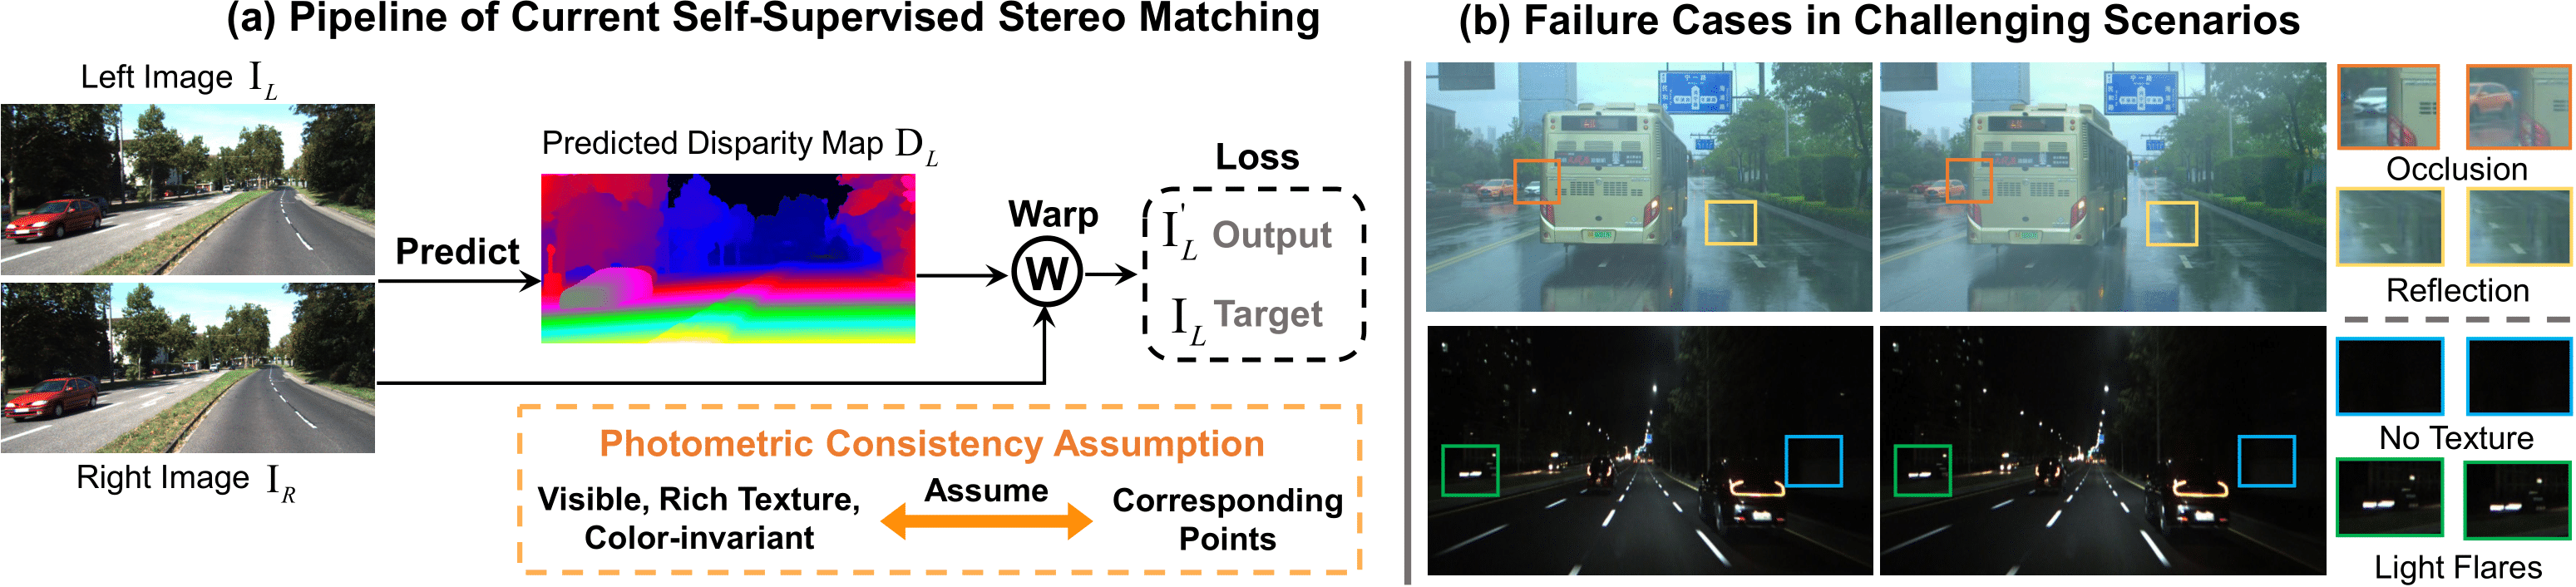 (a) Pipeline of Current Self-Supervised Stereo Matching
Left Image I_L
Right Image I_R
Predict
Predicted Disparity Map D_L
Warp
W
Loss
I'_L Output
I_L Target
Photometric Consistency Assumption
Visible, Rich Texture,
Color-invariant
Assume
Corresponding
Points
(b) Failure Cases in Challenging Scenarios
Occlusion
Reflection
No Texture
Light Flares